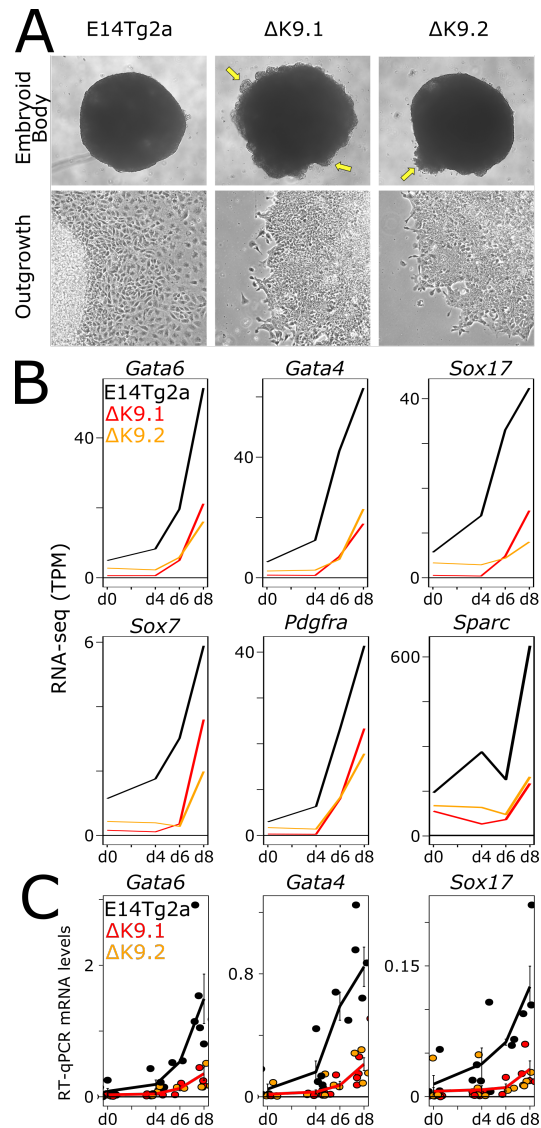 A
E14Tg2a ΔK9.1 ΔK9.2
Embryoid
Body
Outgrowth
B
Gata6 Gata4 Sox17
E14Tg2a
ΔK9.1
ΔK9.2
RNA-seq (TPM)
40 40 40
0 0 0
d0 d4 d6 d8 d0 d4 d6 d8 d0 d4 d6 d8
Sox7 Pdgfra Sparc
6 40 600
0 0 0
d0 d4 d6 d8 d0 d4 d6 d8 d0 d4 d6 d8
C
Gata6 Gata4 Sox17
E14Tg2a
ΔK9.1
ΔK9.2
RT-qPCR mRNA levels
2 0.8 0.15
0 0 0
d0 d4 d6 d8 d0 d4 d6 d8 d0 d4 d6 d8